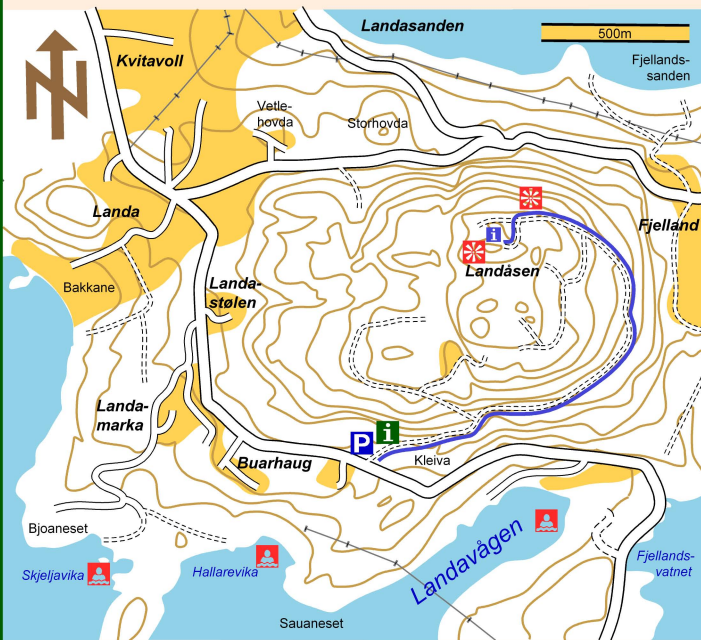 Landasanden
500m
Kvitavoll
Fjellands-
sanden
N
Vetle-
hovda
Storhovda
Landa
Fjelland
i
Landåsen
Bakkane
Landa-
stølen
Landa-
marka
P
i
Kleiva
Buarhaug
Bjoaneset
Landavågen
Skjeljavika
Hallarevika
Fjellands-
vatnet
Sauaneset